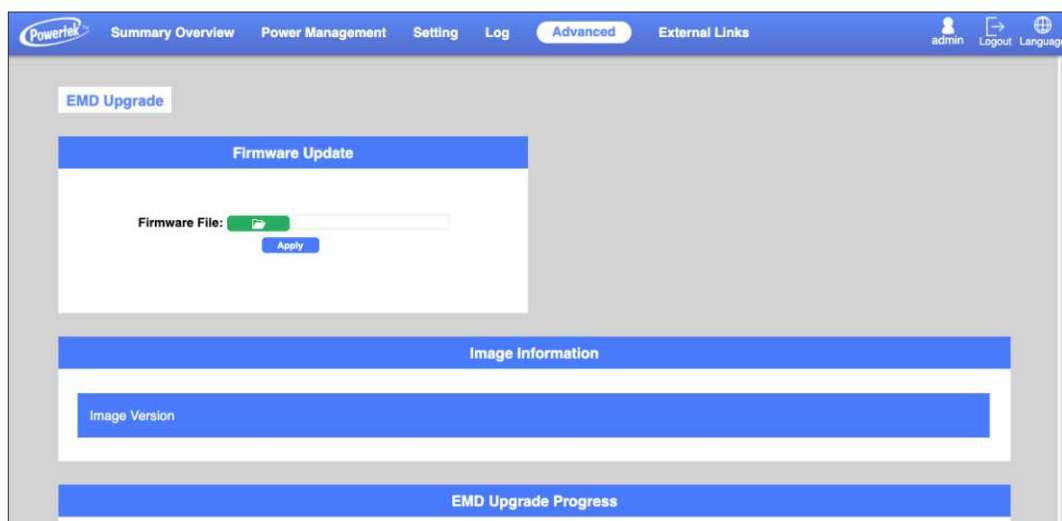 Powertek™ Summary Overview Power Management Setting Log Advanced External Links admin Logout Language
EMD Upgrade
Firmware Update
Firmware File:
Apply
Image Information
Image Version
EMD Upgrade Progress